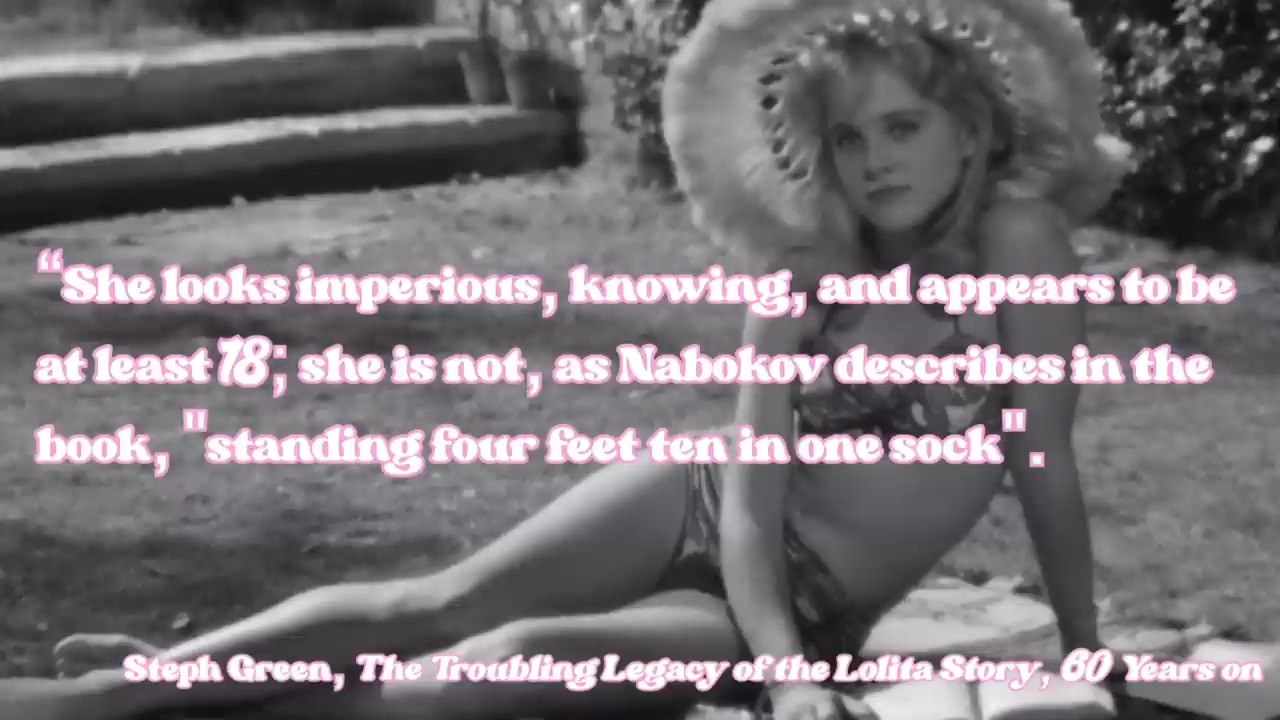 “She looks imperious, knowing, and appears to be
at least 18; she is not, as Nabokov describes in the
book, "standing four feet ten in one sock".
Steph Green, The Troubling Legacy of the Lolita Story, 60 Years on